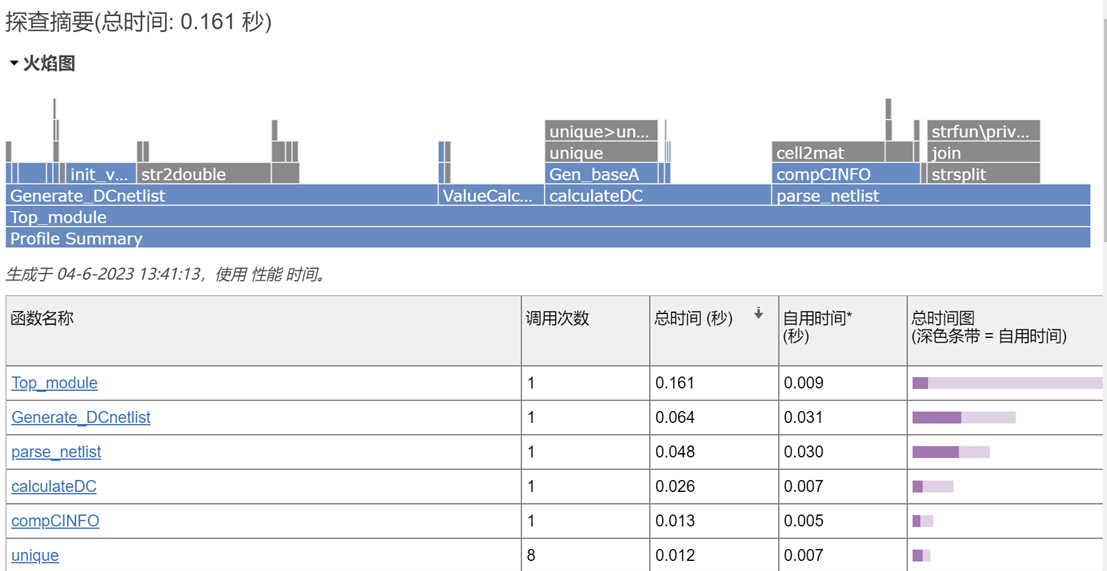 探查摘要(总时间: 0.161 秒)
火焰图
unique>un... strfun\priv...
unique cell2mat join
init_v... str2double Gen_baseA compCINFO strsplit
Generate_DCnetlist ValueCalc... calculateDC parse_netlist
Top_module
Profile Summary
生成于 04-6-2023 13:41:13，使用 性能 时间。
函数名称 调用次数 总时间 (秒) 自用时间* 总时间图
(秒) (深色条带 = 自用时间)
Top_module 1 0.161 0.009
Generate_DCnetlist 1 0.064 0.031
parse_netlist 1 0.048 0.030
calculateDC 1 0.026 0.007
compCINFO 1 0.013 0.005
unique 8 0.012 0.007